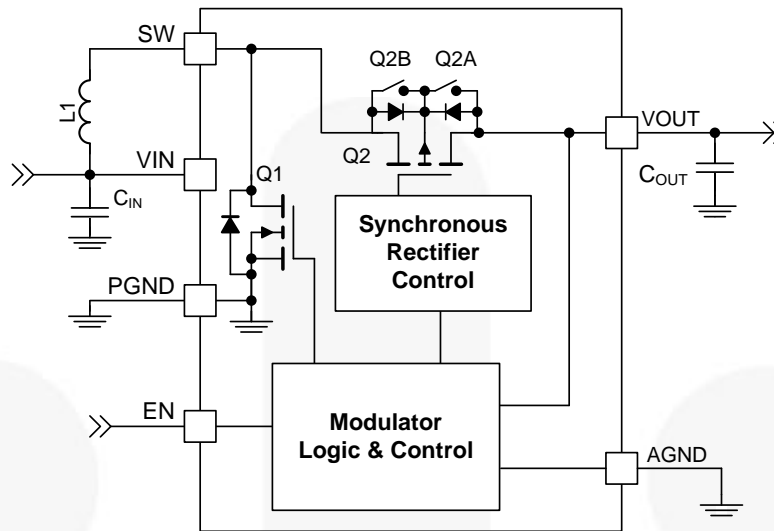 SW
Q2B
Q2A
L1
VOUT
Q2
VIN
Q1
CIN
COUT
Synchronous
Rectifier
Control
PGND
EN
Modulator
Logic & Control
AGND